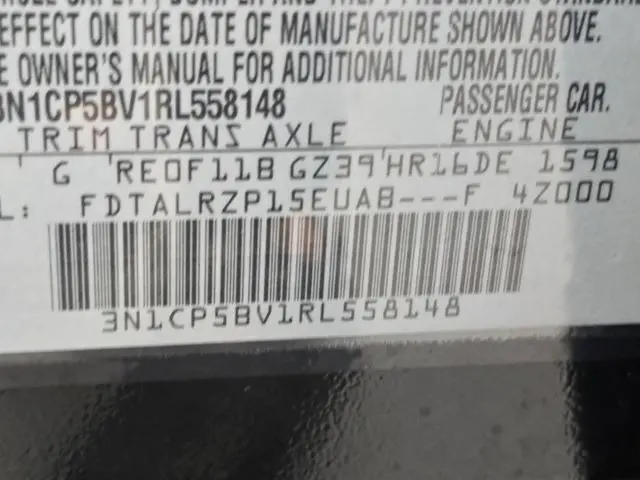 EFFECT ON THE DATE OF MANUFACTURE SHOWN ABOVE.
OWNER'S MANUAL FOR ADDITIONAL INFORMATION.
3N1CP5BV1RL558148 PASSENGER CAR.
TRIM TRANS AXLE ENGINE
G RE0F11B GZ39 HR16DE 1598
L: FDTALRZP15EUAB---F 4Z000
3N1CP5BV1RL558148